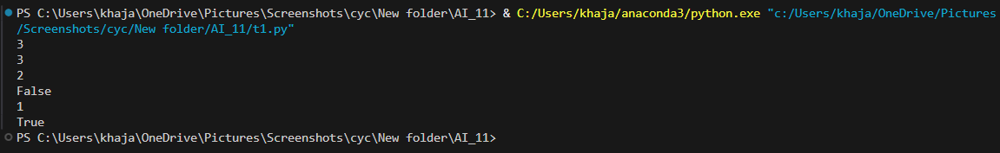 PS C:\Users\khaja\OneDrive\Pictures\Screenshots\cyc\New folder\AI_11> & C:/Users/khaja/anaconda3/python.exe "c:/Users/khaja/OneDrive/Pictures
/Screenshots/cyc/New folder/AI_11/t1.py"
3
3
2
False
1
True
PS C:\Users\khaja\OneDrive\Pictures\Screenshots\cyc\New folder\AI_11>